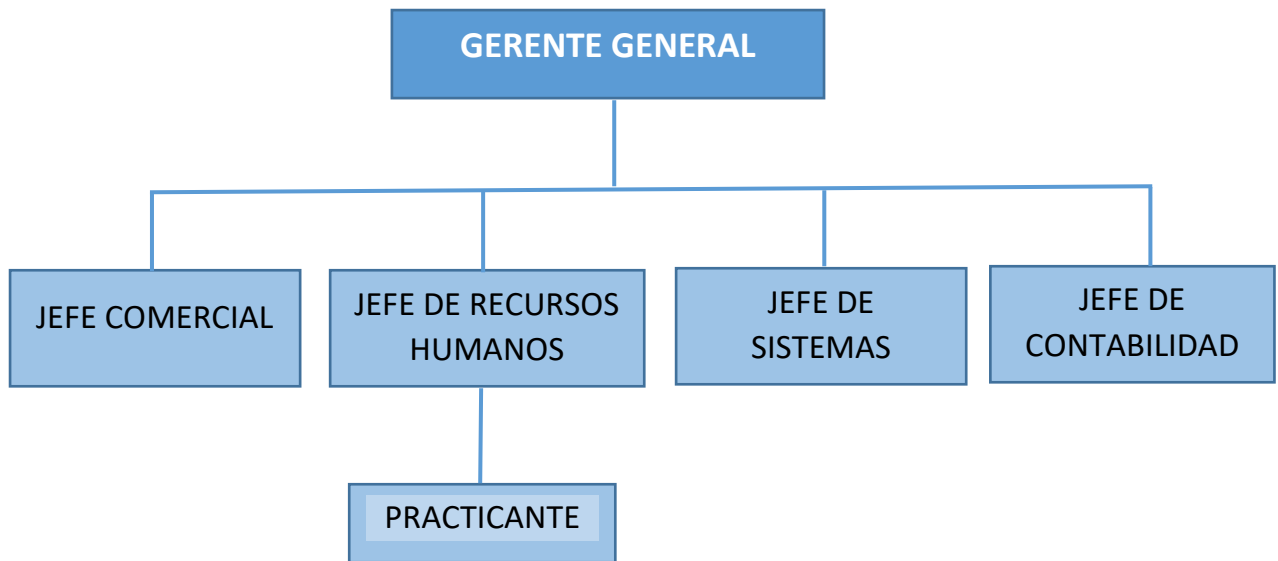 GERENTE GENERAL
JEFE COMERCIAL
JEFE DE RECURSOS
HUMANOS
JEFE DE
SISTEMAS
JEFE DE
CONTABILIDAD
PRACTICANTE